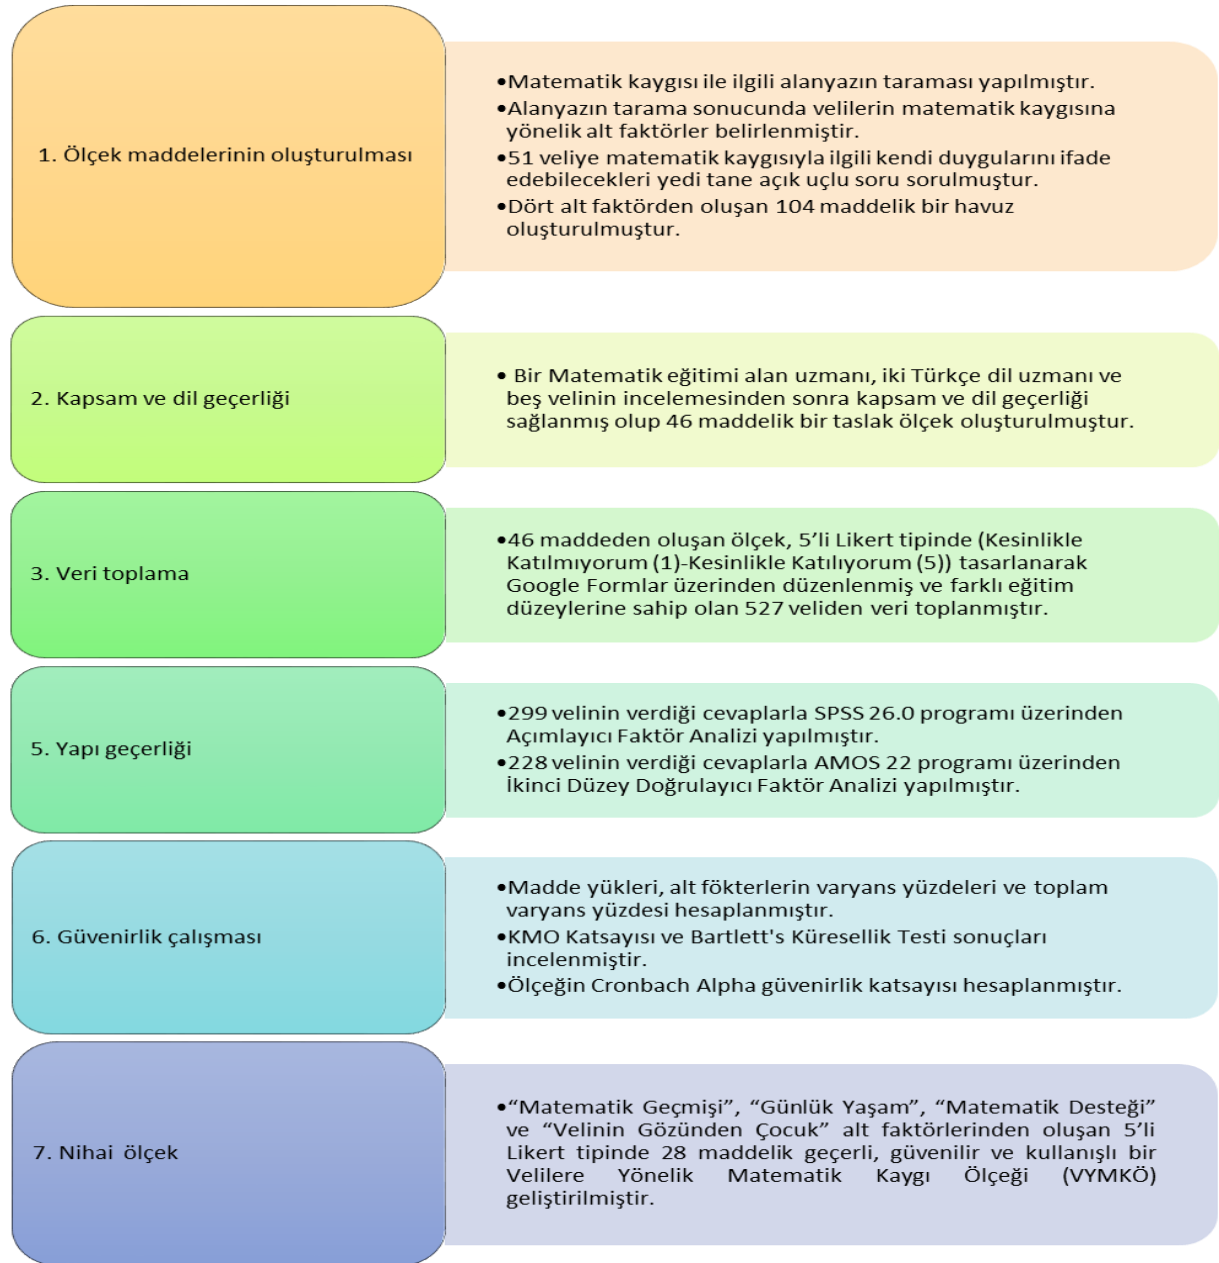 1. Ölçek maddelerinin oluşturulması
•Matematik kaygısı ile ilgili alanyazın taraması yapılmıştır.
•Alanyazın tarama sonucunda velilerin matematik kaygısına
yönelik alt faktörler belirlenmiştir.
•51 veliye matematik kaygısıyla ilgili kendi duygularını ifade
edebilecekleri yedi tane açık uçlu soru sorulmuştur.
•Dört alt faktörden oluşan 104 maddelik bir havuz
oluşturulmuştur.
2. Kapsam ve dil geçerliği
• Bir Matematik eğitimi alan uzmanı, iki Türkçe dil uzmanı ve
beş velinin incelemesinden sonra kapsam ve dil geçerliği
sağlanmış olup 46 maddelik bir taslak ölçek oluşturulmuştur.
3. Veri toplama
•46 maddeden oluşan ölçek, 5’li Likert tipinde (Kesinlikle
Katılmıyorum (1)-Kesinlikle Katılıyorum (5)) tasarlanarak
Google Formlar üzerinden düzenlenmiş ve farklı eğitim
düzeylerine sahip olan 527 veliden veri toplanmıştır.
5. Yapı geçerliği
•299 velinin verdiği cevaplarla SPSS 26.0 programı üzerinden
Açımlayıcı Faktör Analizi yapılmıştır.
•228 velinin verdiği cevaplarla AMOS 22 programı üzerinden
İkinci Düzey Doğrulayıcı Faktör Analizi yapılmıştır.
6. Güvenirlik çalışması
•Madde yükleri, alt fökterlerin varyans yüzdeleri ve toplam
varyans yüzdesi hesaplanmıştır.
•KMO Katsayısı ve Bartlett's Küresellik Testi sonuçları
incelenmiştir.
•Ölçeğin Cronbach Alpha güvenirlik katsayısı hesaplanmıştır.
7. Nihai ölçek
•“Matematik Geçmişi”, “Günlük Yaşam”, “Matematik Desteği”
ve “Velinin Gözünden Çocuk” alt faktörlerinden oluşan 5’li
Likert tipinde 28 maddelik geçerli, güvenilir ve kullanışlı bir
Velilere Yönelik Matematik Kaygı Ölçeği (VYMKÖ)
geliştirilmiştir.